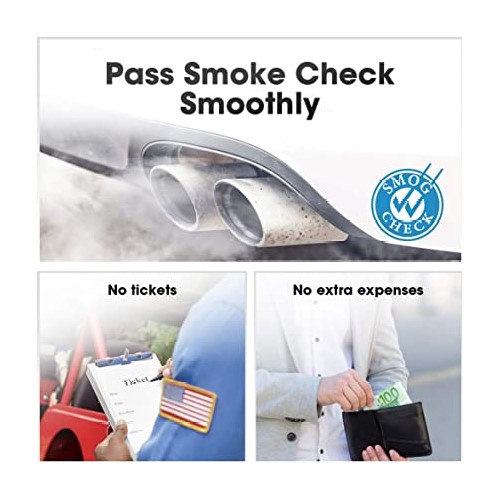 Pass Smoke Check
Smoothly
SMOG
CHECK
No tickets
No extra expenses
Ticket
100